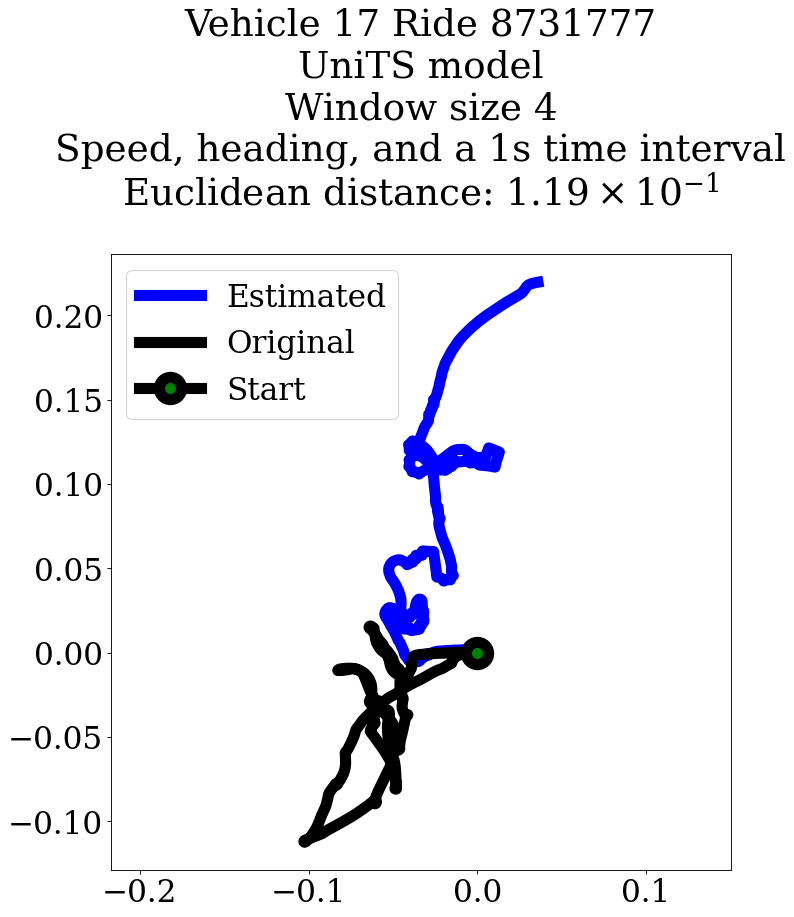 Vehicle 17 Ride 8731777
UniTS model
Window size 4
Speed, heading, and a 1s time interval
Euclidean distance: 1.19 × 10⁻¹
Estimated
Original
Start
0.20
0.15
0.10
0.05
0.00
−0.05
−0.10
−0.2 −0.1 0.0 0.1